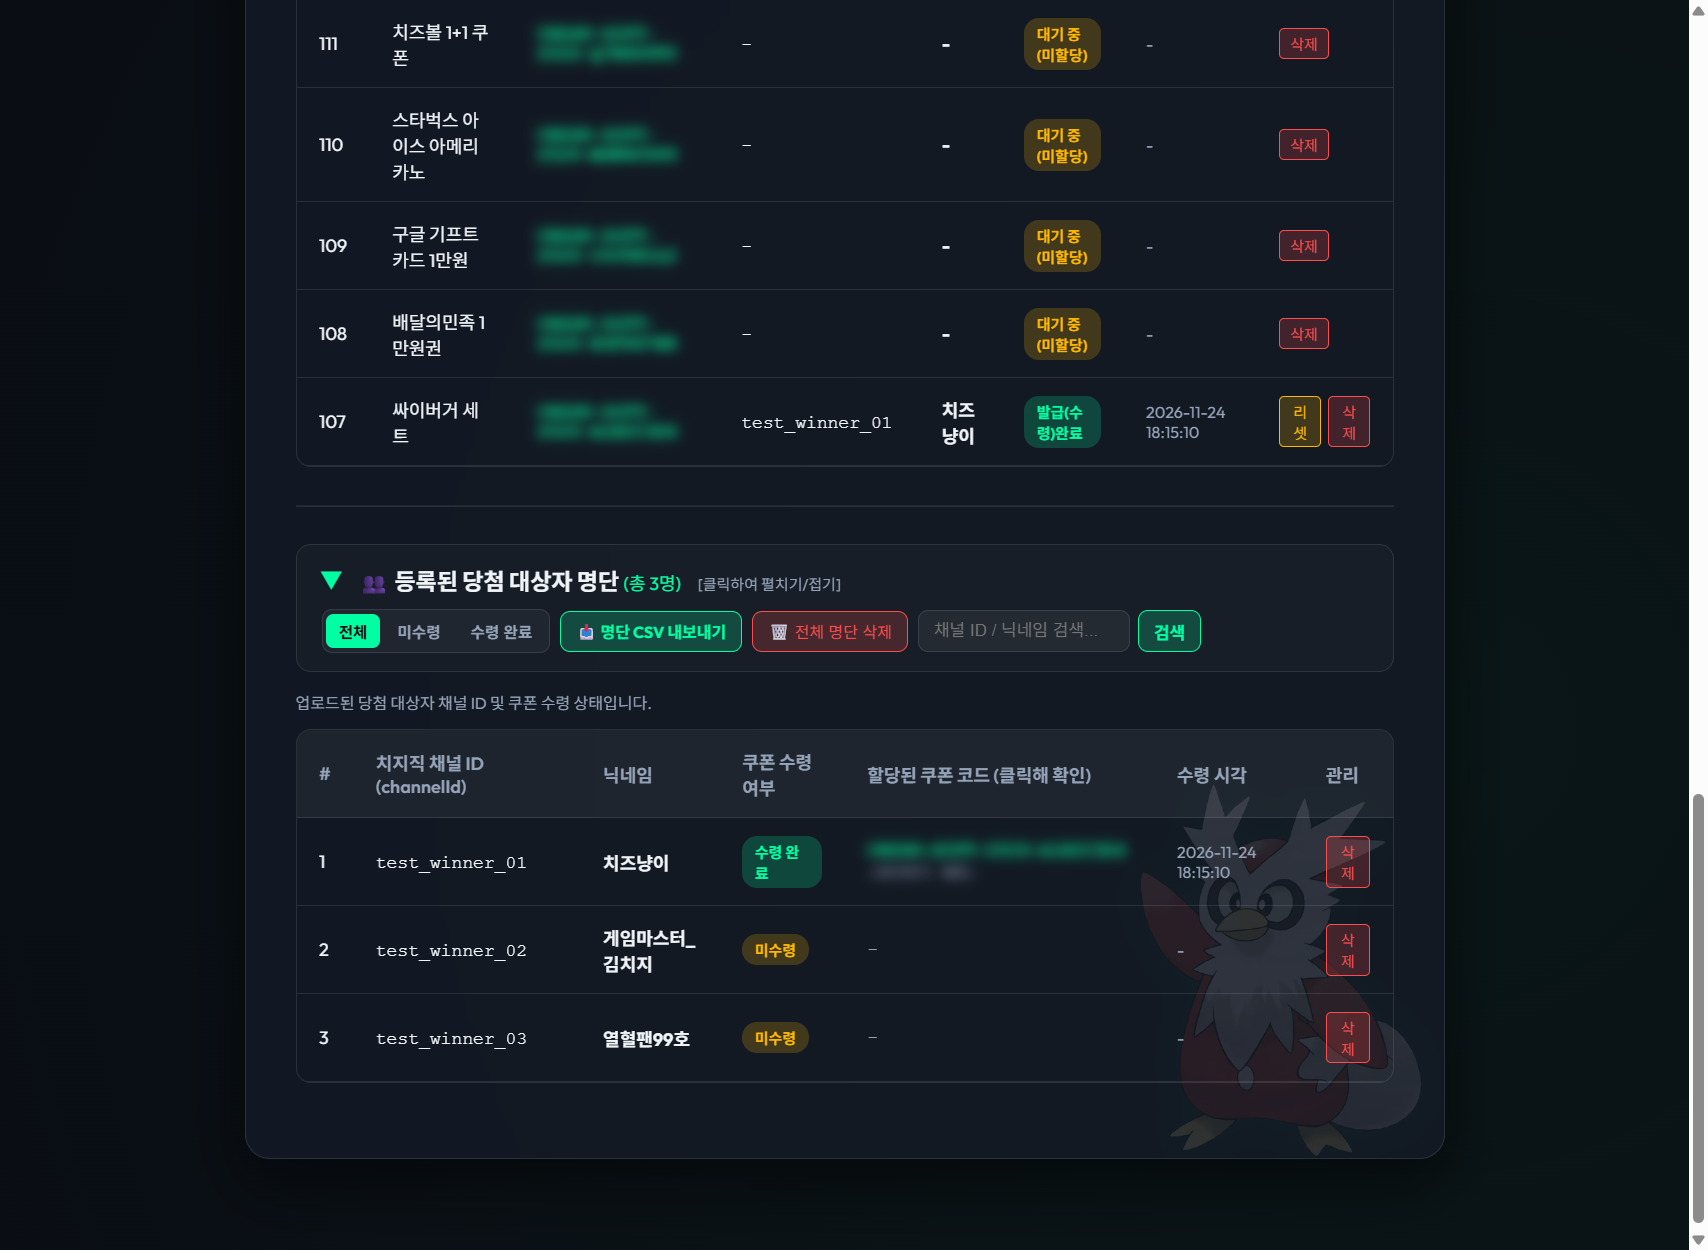 111
치즈볼 1+1 쿠
폰
-
-
대기 중
(미할당)
-
삭제
110
스타벅스 아
이스 아메리
카노
-
-
대기 중
(미할당)
-
삭제
109
구글 기프트
카드 1만원
-
-
대기 중
(미할당)
-
삭제
108
배달의민족 1
만원권
-
-
대기 중
(미할당)
-
삭제
107
싸이버거 세
트
test_winner_01
치즈
냥이
발급(수
령)완료
2026-11-24
18:15:10
리
셋
삭
제
▼ 👥 등록된 당첨 대상자 명단 (총 3명) [클릭하여 펼치기/접기]
전체 미수령 수령 완료 📥 명단 CSV 내보내기 🗑️ 전체 명단 삭제 채널 ID / 닉네임 검색... 검색
업로드된 당첨 대상자 채널 ID 및 쿠폰 수령 상태입니다.
#
치지직 채널 ID
(channelId)
닉네임
쿠폰 수령
여부
할당된 쿠폰 코드 (클릭해 확인)
수령 시각
관리
1
test_winner_01
치즈냥이
수령 완
료
2026-11-24
18:15:10
삭
제
2
test_winner_02
게임마스터_
김치지
미수령
-
-
삭
제
3
test_winner_03
열혈팬99호
미수령
-
-
삭
제